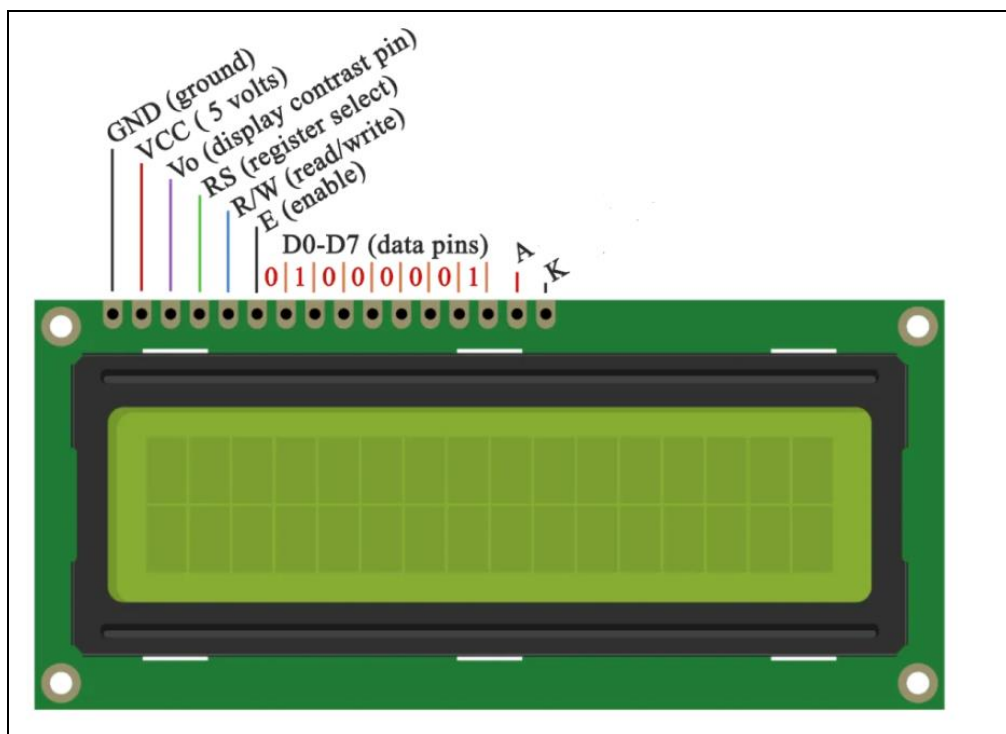 GND (ground)
VCC ( 5 volts)
Vo (display contrast pin)
RS (register select)
R/W (read/write)
E (enable)
D0-D7 (data pins)
0 1 0 0 0 0 0 1
A
K